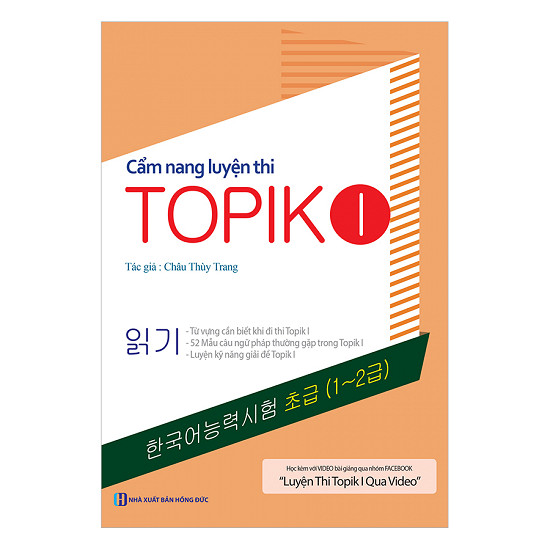 Cẩm nang luyện thi
TOPIK I
Tác giả : Châu Thùy Trang
읽기
- Từ vựng cần biết khi đi thi Topik I
- 52 Mẫu câu ngữ pháp thường gặp trong Topik I
- Luyện kỹ năng giải đề Topik I
한국어능력시험 초급 (1~2급)
Học kèm với VIDEO bài giảng qua nhóm FACEBOOK
“Luyện Thi Topik I Qua Video”
NHÀ XUẤT BẢN HỒNG ĐỨC